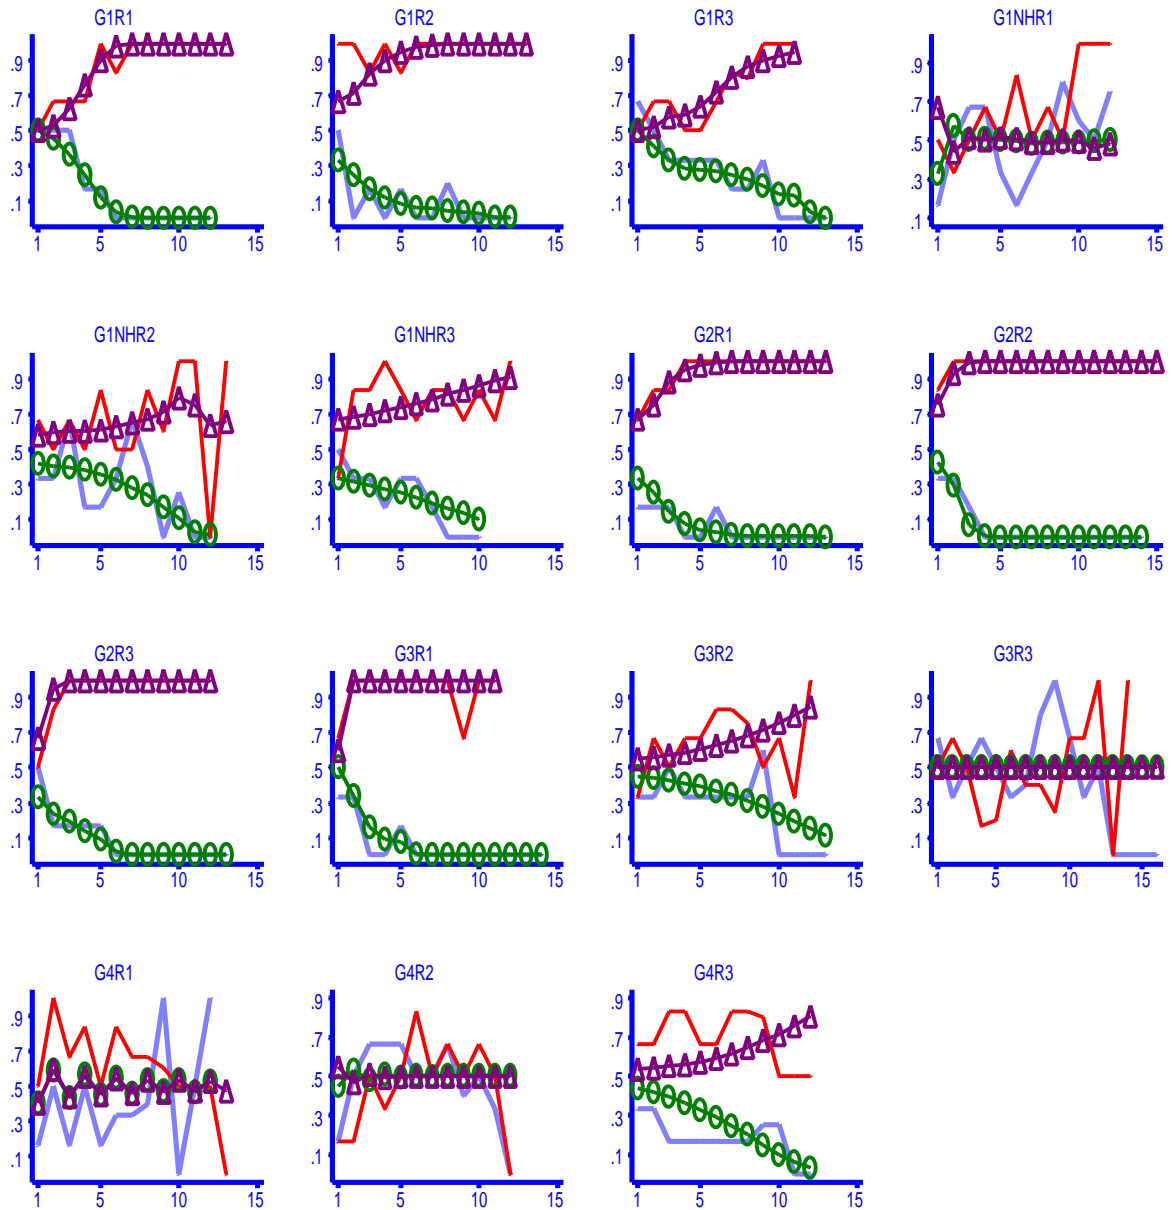 G1R1 G1R2 G1R3 G1NHR1
.9 .9 .9 .9
.7 .7 .7 .7
.5 .5 .5 .5
.3 .3 .3 .3
.1 .1 .1 .1
1 5 10 15 1 5 10 15 1 5 10 15 1 5 10 15
G1NHR2 G1NHR3 G2R1 G2R2
.9 .9 .9 .9
.7 .7 .7 .7
.5 .5 .5 .5
.3 .3 .3 .3
.1 .1 .1 .1
1 5 10 15 1 5 10 15 1 5 10 15 1 5 10 15
G2R3 G3R1 G3R2 G3R3
.9 .9 .9 .9
.7 .7 .7 .7
.5 .5 .5 .5
.3 .3 .3 .3
.1 .1 .1 .1
1 5 10 15 1 5 10 15 1 5 10 15 1 5 10 15
G4R1 G4R2 G4R3
.9 .9 .9
.7 .7 .7
.5 .5 .5
.3 .3 .3
.1 .1 .1
1 5 10 15 1 5 10 15 1 5 10 15